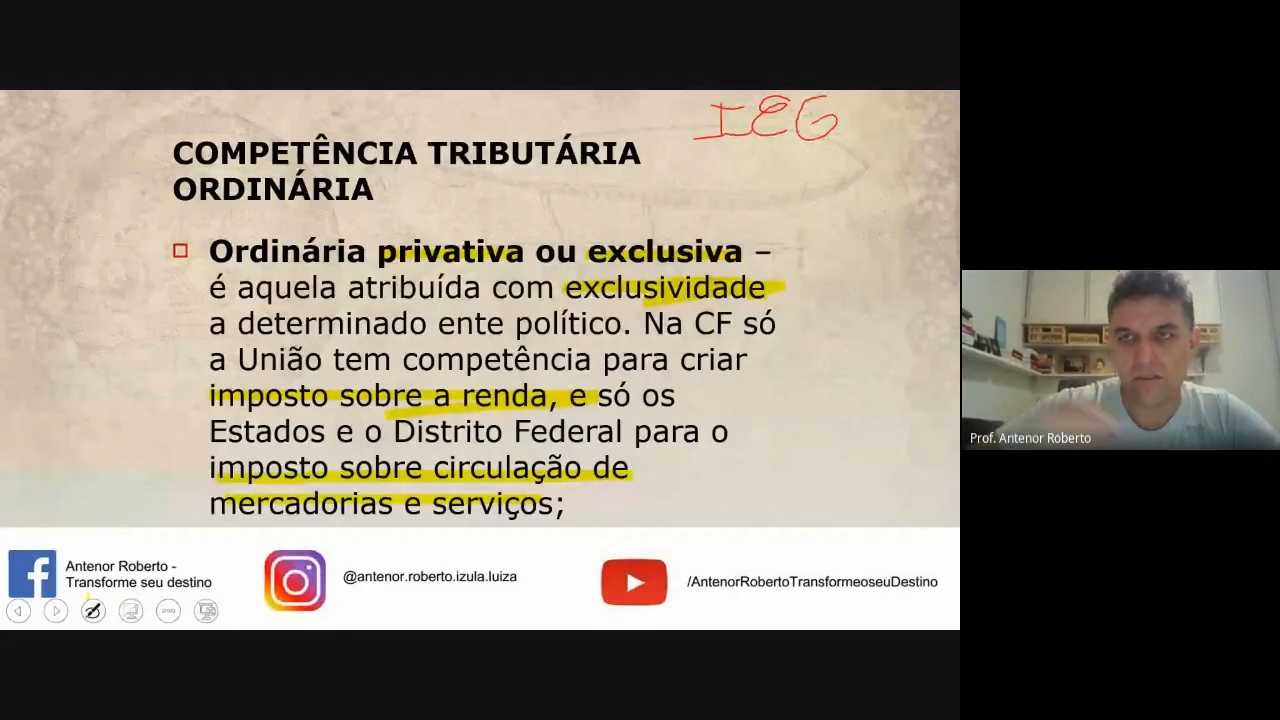 IEG
COMPETÊNCIA TRIBUTÁRIA
ORDINÁRIA
Ordinária privativa ou exclusiva –
é aquela atribuída com exclusividade
a determinado ente político. Na CF só
a União tem competência para criar
imposto sobre a renda, e só os
Estados e o Distrito Federal para o
imposto sobre circulação de
mercadorias e serviços;
Antenor Roberto -
Transforme seu destino
@antenor.roberto.izula.luiza
/AntenorRobertoTransformeoseuDestino
Prof. Antenor Roberto